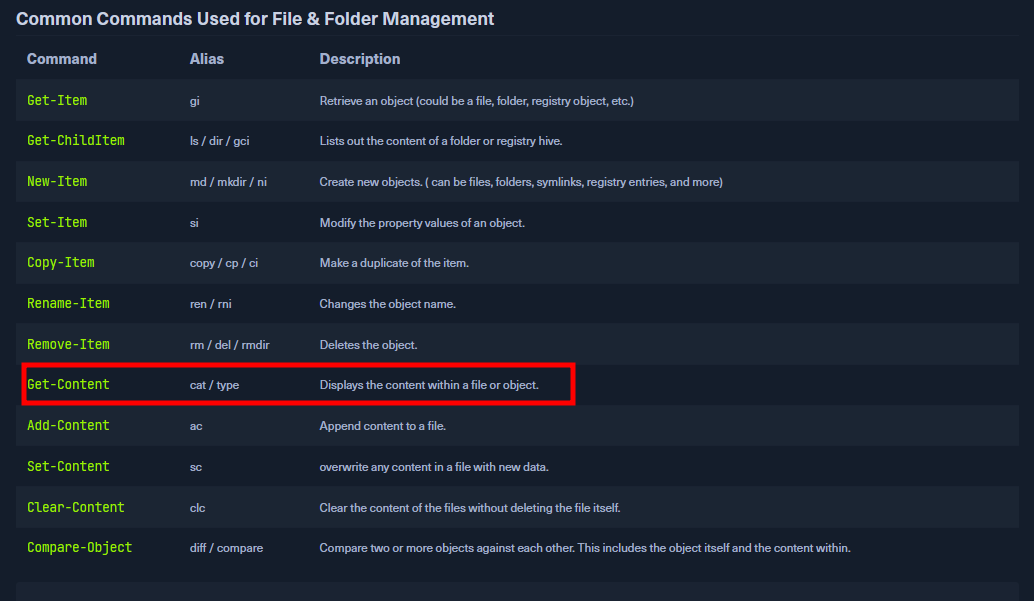 Common Commands Used for File & Folder Management
Command Alias Description
Get-Item gi Retrieve an object (could be a file, folder, registry object, etc.)
Get-ChildItem ls / dir / gci Lists out the content of a folder or registry hive.
New-Item md / mkdir / ni Create new objects. ( can be files, folders, symlinks, registry entries, and more)
Set-Item si Modify the property values of an object.
Copy-Item copy / cp / ci Make a duplicate of the item.
Rename-Item ren / rni Changes the object name.
Remove-Item rm / del / rmdir Deletes the object.
Get-Content cat / type Displays the content within a file or object.
Add-Content ac Append content to a file.
Set-Content sc overwrite any content in a file with new data.
Clear-Content clc Clear the content of the files without deleting the file itself.
Compare-Object diff / compare Compare two or more objects against each other. This includes the object itself and the content within.